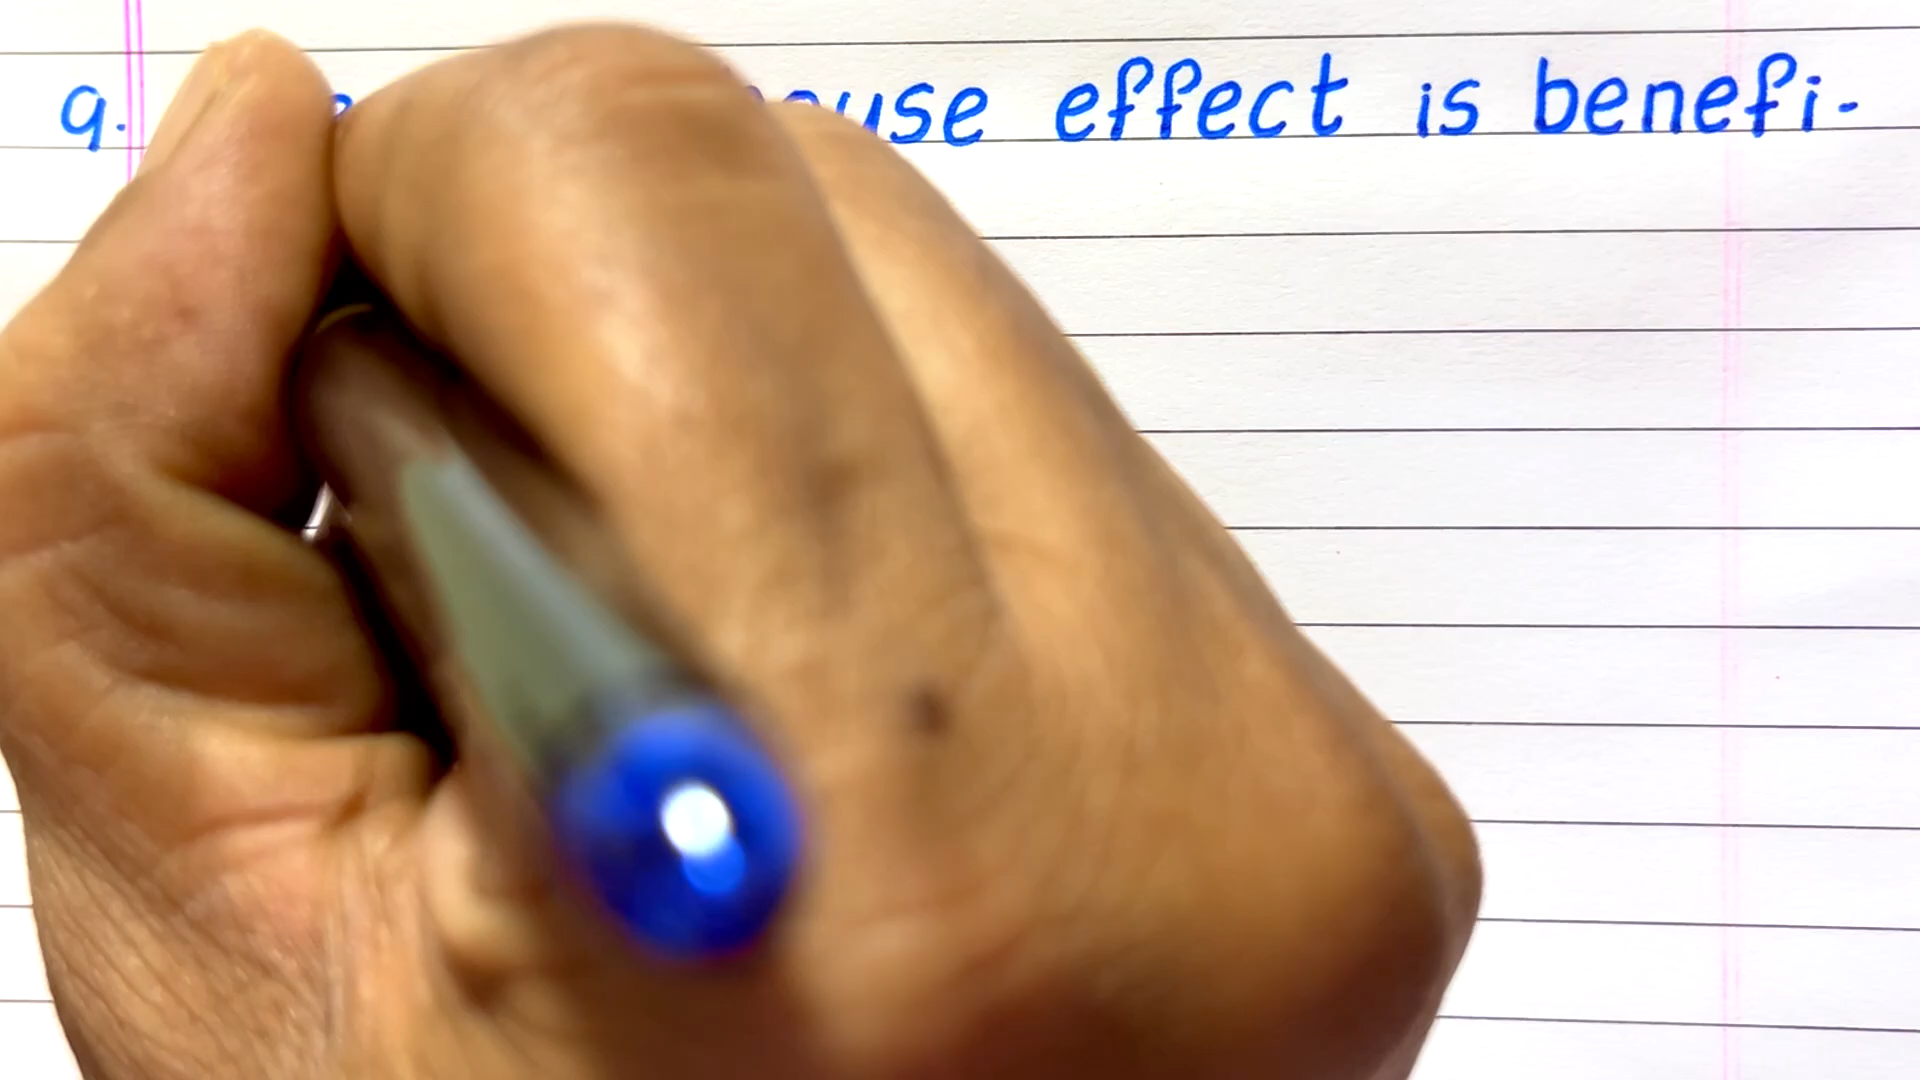 9. effect is benefi-